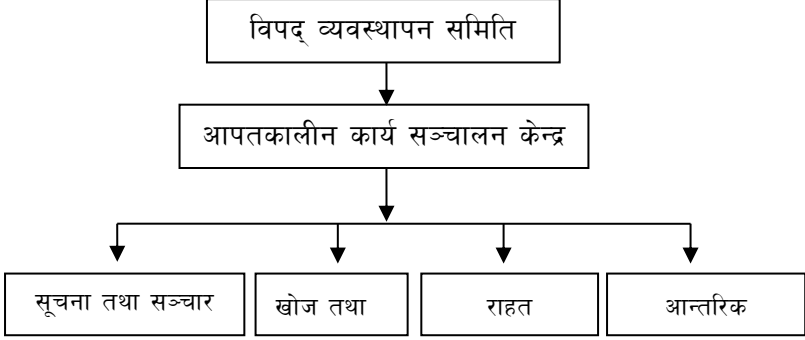 विपद् व्यवस्थापन समिति
आपतकालीन कार्य सञ्चालन केन्द्र
सूचना तथा सञ्चार
खोज तथा
राहत
आन्तरिक